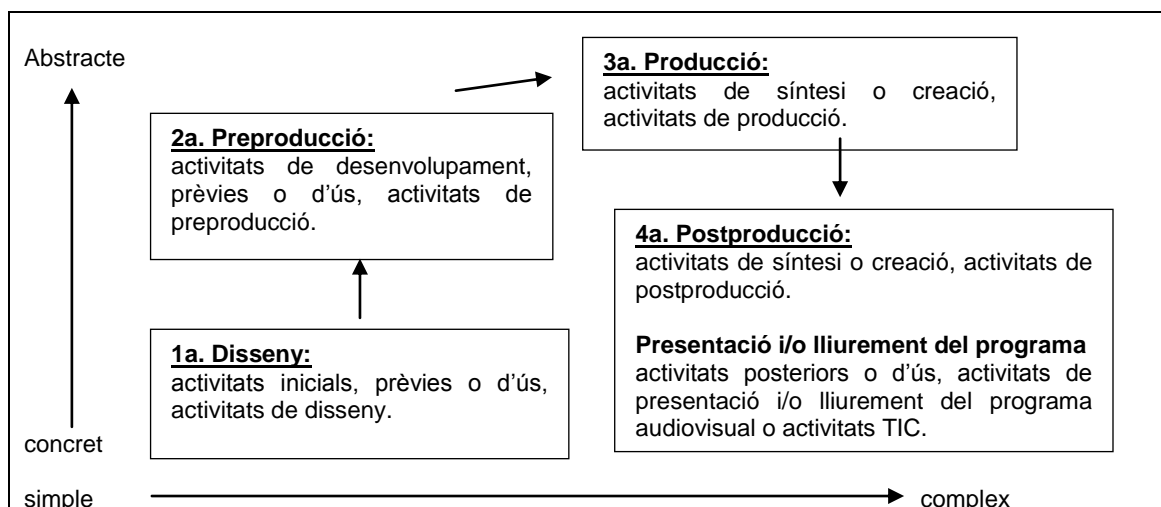 Abstracte
3a. Producció:
activitats de síntesi o creació,
activitats de producció.
2a. Preproducció:
activitats de desenvolupament,
prèvies o d'ús, activitats de
preproducció.
4a. Postproducció:
activitats de síntesi o creació, activitats de
postproducció.
Presentació i/o lliurement del programa
activitats posteriors o d'ús, activitats de
presentació i/o lliurement del programa
audiovisual o activitats TIC.
1a. Disseny:
activitats inicials, prèvies o d'ús,
activitats de disseny.
concret
simple
complex